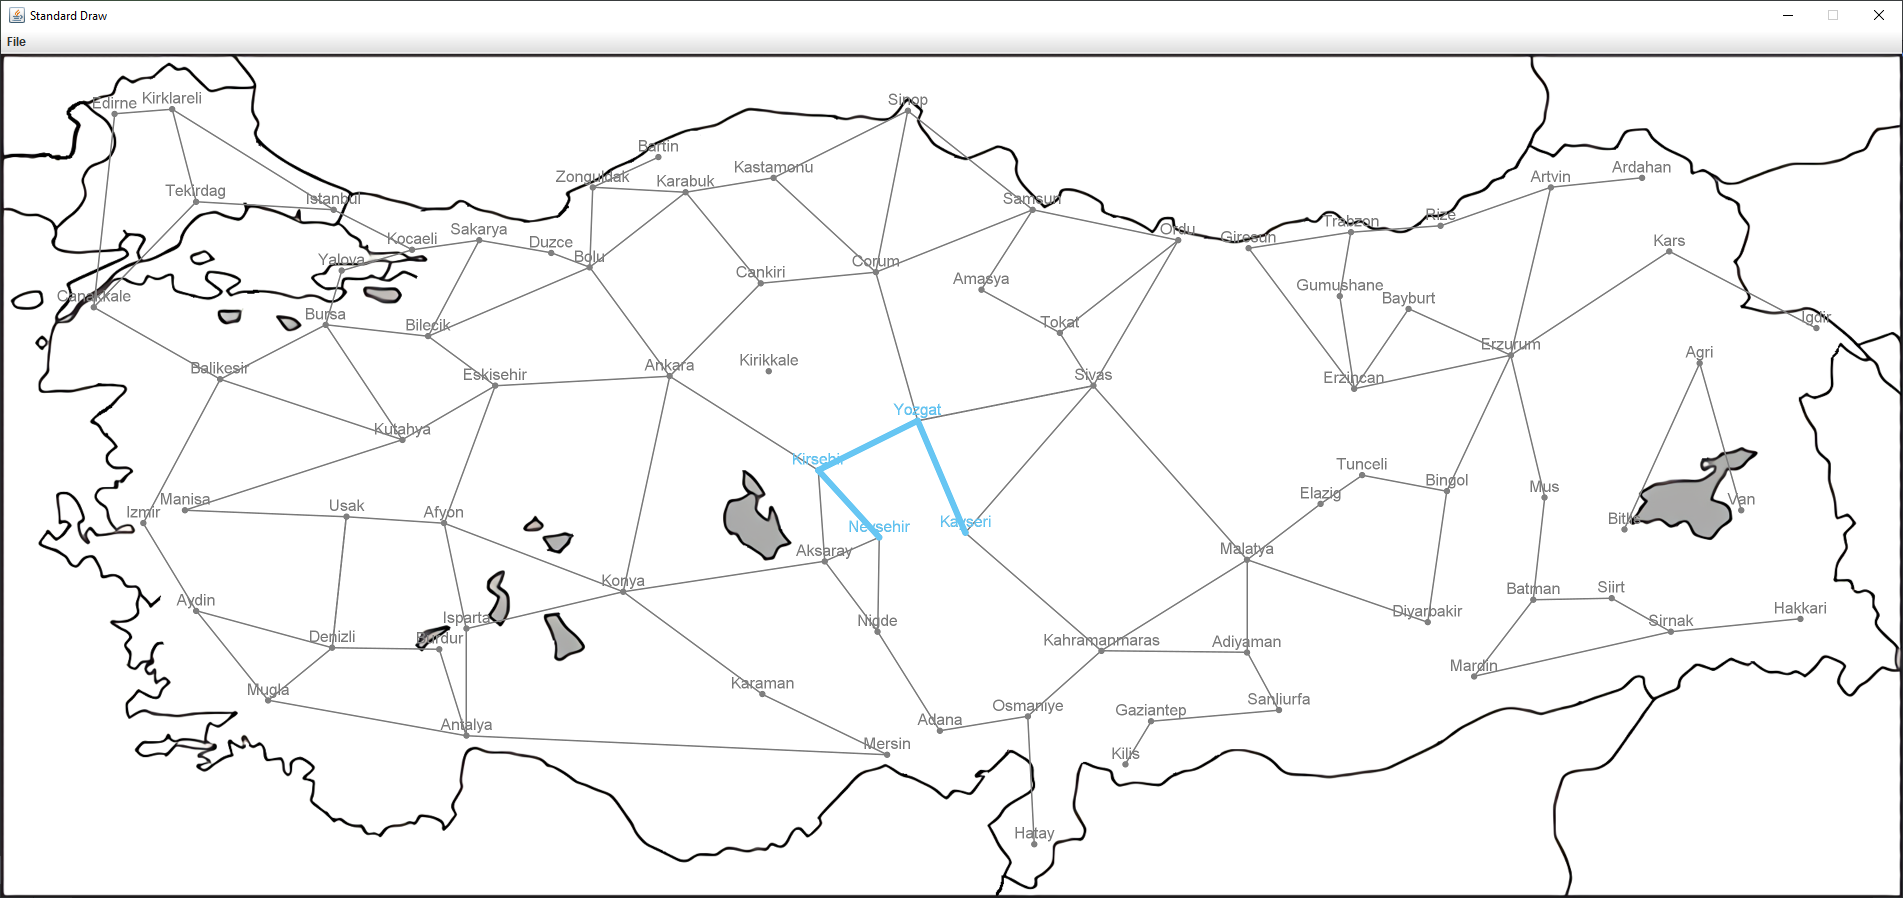 Standard Draw
File
Edirne
Kirklareli
Sinop
Bartin
Kastamonu
Ardahan
Zonguldak
Karabuk
Artvin
Tekirdag
Istanbul
Samsun
Rize
Trabzon
Kocaeli
Sakarya
Duzce
Ordu
Giresun
Kars
Yalova
Bolu
Corum
Cankiri
Amasya
Gumushane
Canakkale
Bayburt
Bursa
Bilecik
Tokat
Igdir
Erzurum
Agri
Kirikkale
Balikesir
Eskisehir
Ankara
Sivas
Erzincan
Yozgat
Kutahya
Kirsehir
Tunceli
Bingol
Mus
Elazig
Manisa
Usak
Van
Izmir
Afyon
Nevsehir
Kayseri
Bitlis
Aksaray
Malatya
Konya
Batman
Siirt
Aydin
Hakkari
Diyarbakir
Isparta
Nigde
Sirnak
Denizli
Burdur
Kahramanmaras
Adiyaman
Mardin
Mugla
Karaman
Sanliurfa
Osmaniye
Gaziantep
Adana
Antalya
Mersin
Kilis
Hatay